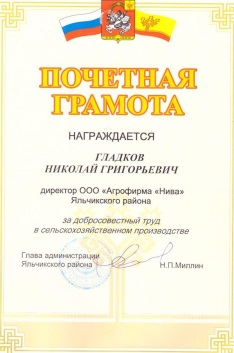 ПОЧЕТНАЯ
ГРАМОТА
НАГРАЖДАЕТСЯ
ГЛАДКОВ
НИКОЛАЙ ГРИГОРЬЕВИЧ
директор ООО «Агрофирма «Нива»
Яльчикского района
за добросовестный труд
в сельскохозяйственном производстве
Глава администрации
Яльчикского района
Н.П.Миллин